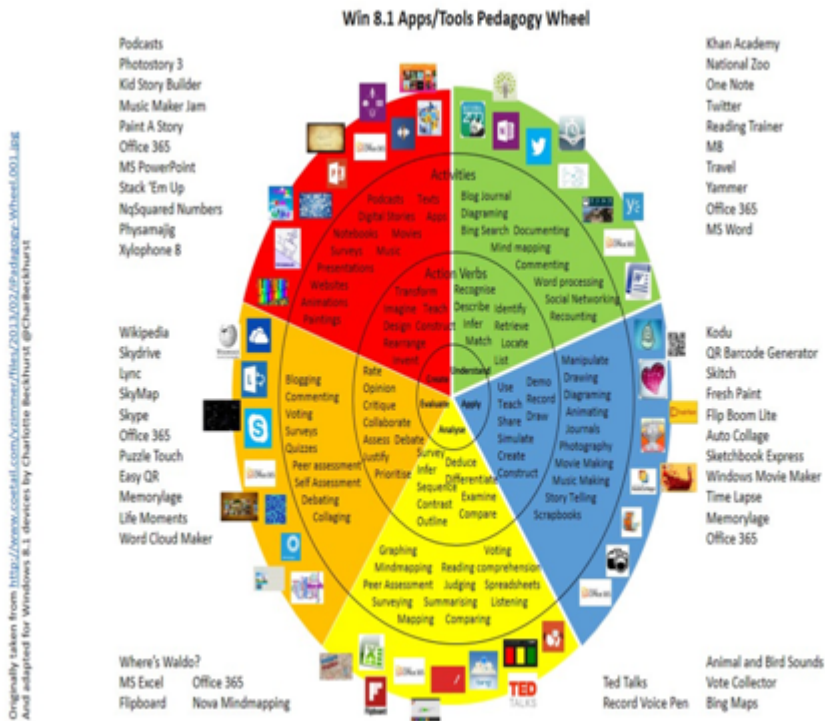 Win 8.1 Apps/Tools Pedagogy Wheel
Podcasts
Photostory 3
Kid Story Builder
Music Maker Jam
Paint A Story
Office 365
MS PowerPoint
Stack 'Em Up
NqSquared Numbers
Physamajig
Xylophone 8
Khan Academy
National Zoo
One Note
Twitter
Reading Trainer
M8
Travel
Yammer
Office 365
MS Word
Activities
Podcasts Texts
Digital Stories Apps
Notebooks Movies
Surveys Music
Presentations
Websites
Animations
Paintings
Blog Journal
Diagraming
Bing Search Documenting
Mind mapping
Commenting
Word processing
Social Networking
Recounting
Action Verbs
Transform
Imagine Teach
Design Construct
Rearrange
Invent
Recognise
Describe Identify
Infer Retrieve
Match Locate
List
Create
Understand
Evaluate
Apply
Analyse
Wikipedia
Skydrive
Lync
SkyMap
Skype
Office 365
Puzzle Touch
Easy QR
Memorylage
Life Moments
Word Cloud Maker
Blogging
Commenting
Voting
Surveys
Quizzes
Peer assessment
Self Assessment
Debating
Collaging
Rate
Opinion
Critique
Collaborate
Assess Debate
Justify
Prioritise
Use Demo
Teach Record
Share Draw
Simulate
Create
Construct
Manipulate
Drawing
Diagraming
Animating
Journals
Photography
Movie Making
Music Making
Story Telling
Scrapbooks
Kodu
QR Barcode Generator
Skitch
Fresh Paint
Flip Boom Lite
Auto Collage
Sketchbook Express
Windows Movie Maker
Time Lapse
Memorylage
Office 365
Survey
Infer Deduce
Sequence Differentiate
Contrast Examine
Outline Compare
Graphing Voting
Mindmapping Reading comprehension
Peer Assessment Judging Spreadsheets
Surveying Summarising Listening
Mapping Comparing
Where's Waldo?
MS Excel Office 365
Flipboard Nova Mindmapping
TED
TALKS
Ted Talks
Record Voice Pen
Animal and Bird Sounds
Vote Collector
Bing Maps
Originally taken from http://www.coetail.com/vzimmer/files/2013/02/iPadagogy-Wheel.001.jpg
And adapted for Windows 8.1 devices by Charlotte Beckhurst @CharBeckhurst